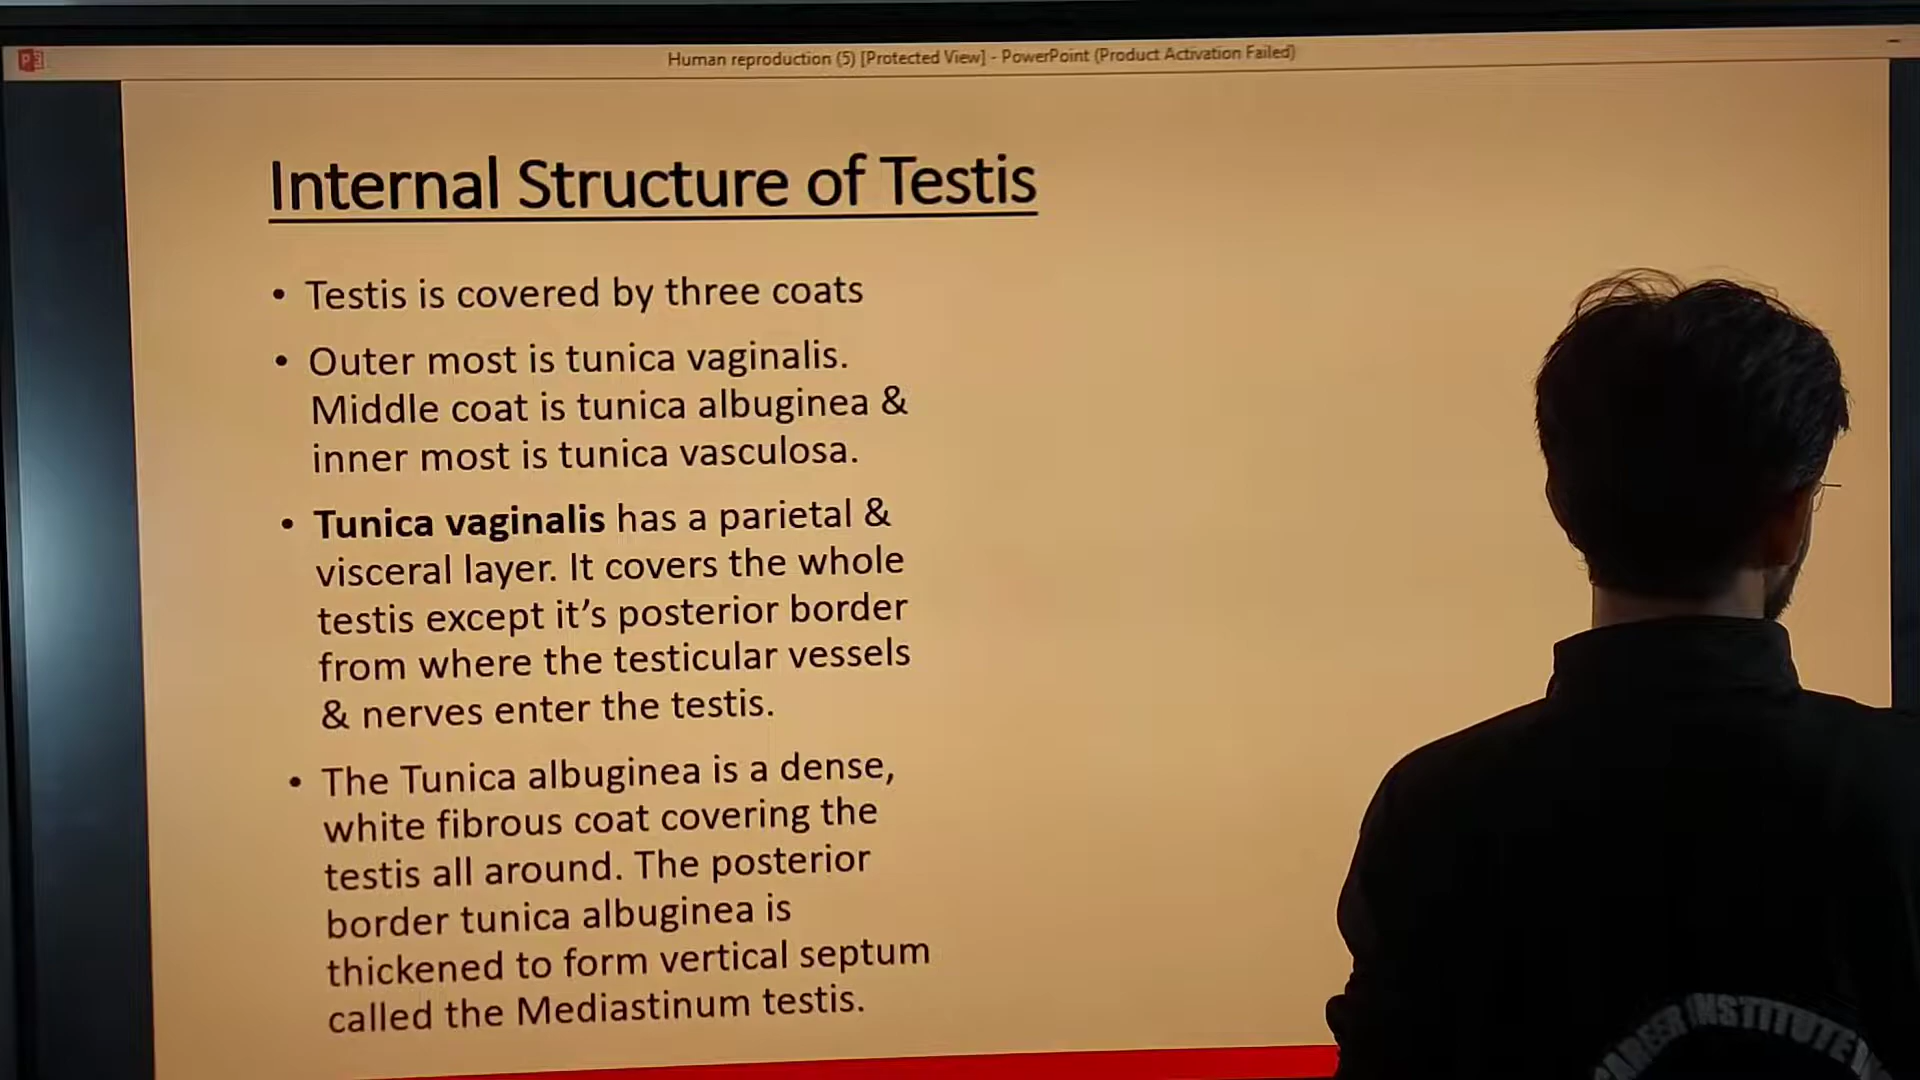 Human reproduction (5) [Protected View] - PowerPoint (Product Activation Failed)
Internal Structure of Testis
• Testis is covered by three coats
• Outer most is tunica vaginalis.
Middle coat is tunica albuginea &
inner most is tunica vasculosa.
• Tunica vaginalis has a parietal &
visceral layer. It covers the whole
testis except it’s posterior border
from where the testicular vessels
& nerves enter the testis.
• The Tunica albuginea is a dense,
white fibrous coat covering the
testis all around. The posterior
border tunica albuginea is
thickened to form vertical septum
called the Mediastinum testis.
CAREER INSTITUTE